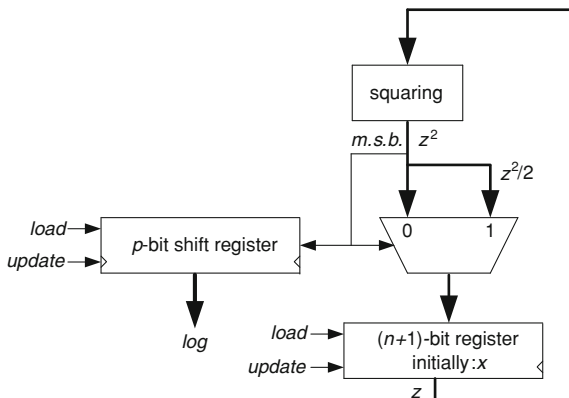 squaring
m.s.b.
z²
z²/2
0 1
load
p-bit shift register
update
log
load
(n+1)-bit register
initially:x
update
z